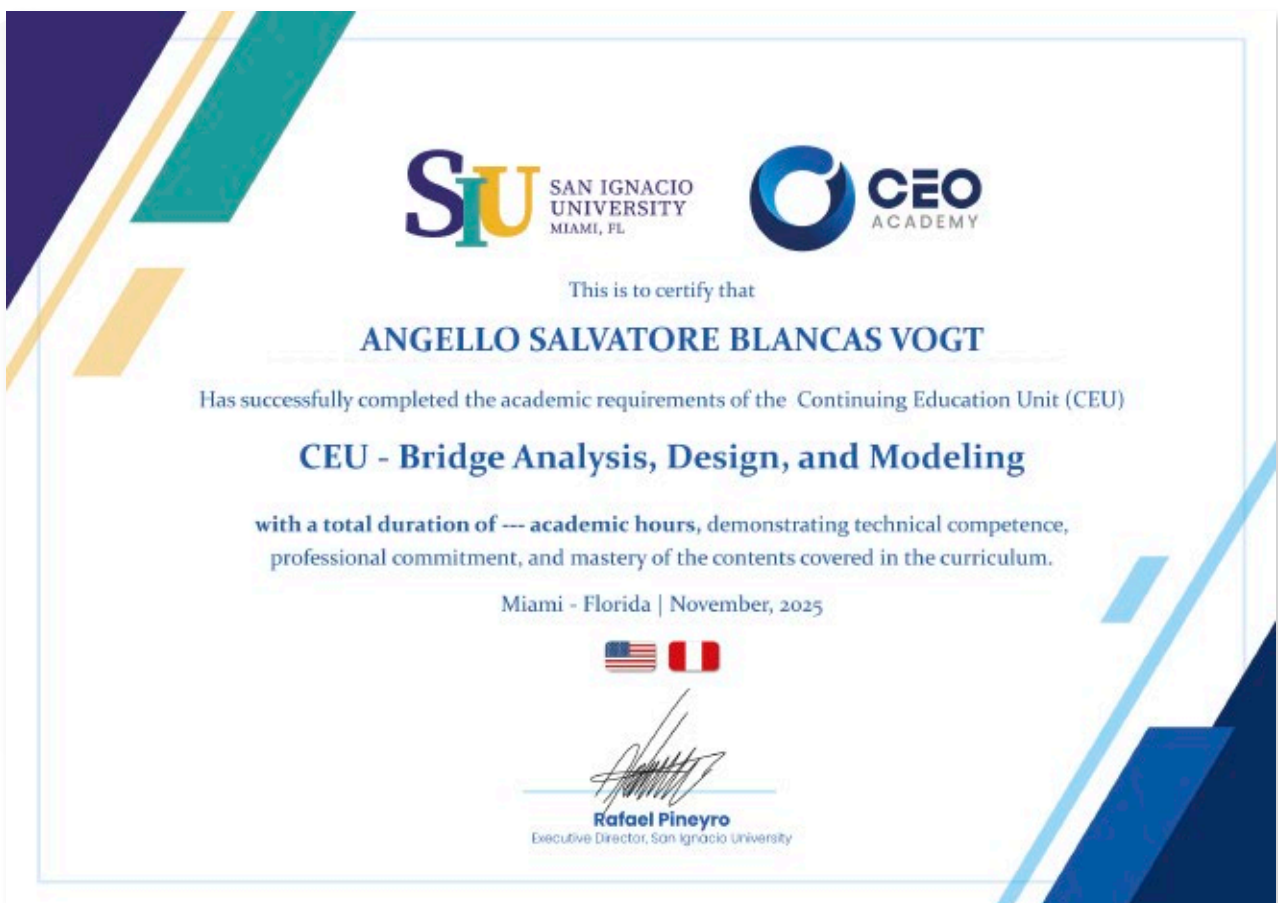 SIU SAN IGNACIO
UNIVERSITY
MIAMI, FL
CEO
ACADEMY
This is to certify that
ANGELLO SALVATORE BLANCAS VOGT
Has successfully completed the academic requirements of the Continuing Education Unit (CEU)
CEU - Bridge Analysis, Design, and Modeling
with a total duration of --- academic hours, demonstrating technical competence,
professional commitment, and mastery of the contents covered in the curriculum.
Miami - Florida | November, 2025
Rafael Pineyro
Executive Director, San Ignacio University